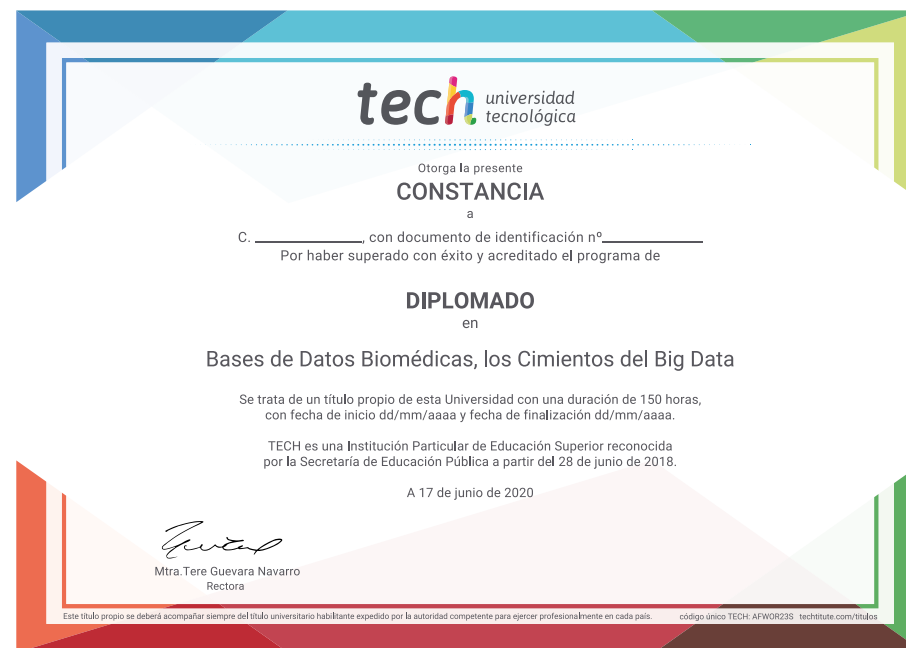 tech universidad
tecnológica
Otorga la presente
CONSTANCIA
a
C. ____________, con documento de identificación nº____________
Por haber superado con éxito y acreditado el programa de
DIPLOMADO
en
Bases de Datos Biomédicas, los Cimientos del Big Data
Se trata de un título propio de esta Universidad con una duración de 150 horas,
con fecha de inicio dd/mm/aaaa y fecha de finalización dd/mm/aaaa.
TECH es una Institución Particular de Educación Superior reconocida
por la Secretaría de Educación Pública a partir del 28 de junio de 2018.
A 17 de junio de 2020
Mtra.Tere Guevara Navarro
Rectora
Este título propio se deberá acompañar siempre del título universitario habilitante expedido por la autoridad competente para ejercer profesionalmente en cada país. código único TECH: AFWOR23S techtitute.com/titulos